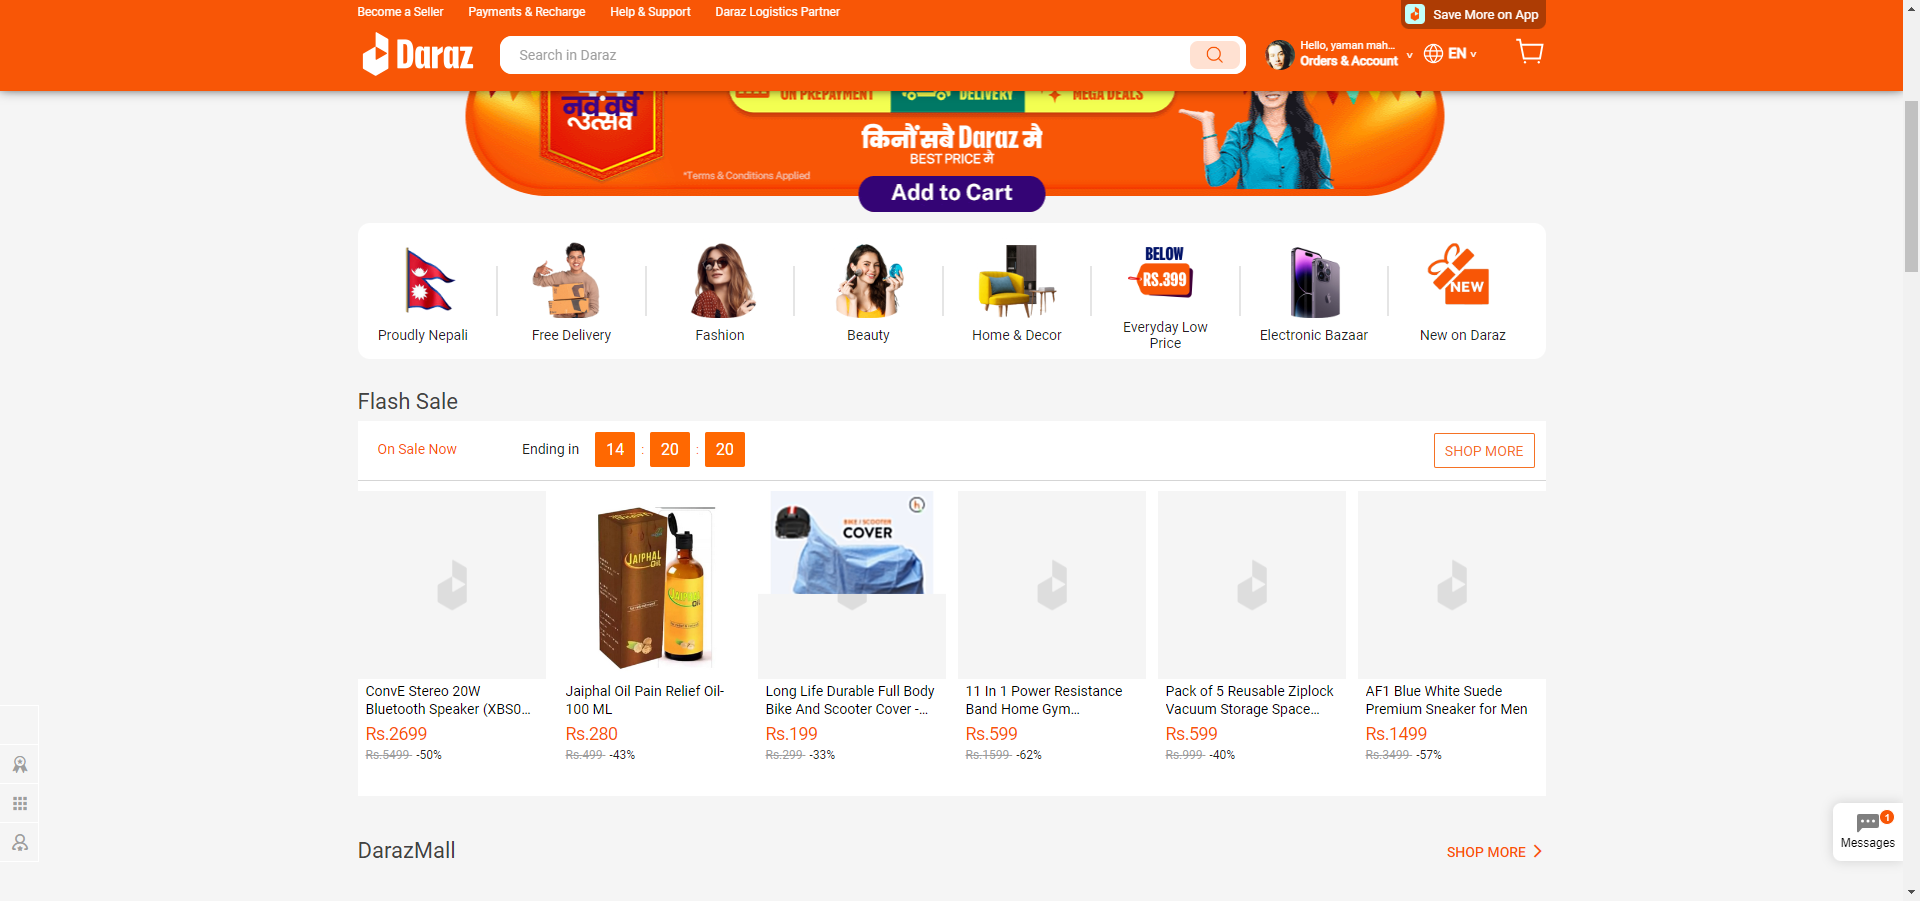 Become a Seller
Payments & Recharge
Help & Support
Daraz Logistics Partner
Save More on App
Daraz
Search in Daraz
Hello, yaman mah...
Orders & Account
EN
नव वर्ष
उत्सव
ON PREPAYMENT
DELIVERY
MEGA DEALS
किनौं सबै Daraz मै
BEST PRICE मै
*Terms & Conditions Applied
Add to Cart
BELOW
RS.399
NEW
Proudly Nepali
Free Delivery
Fashion
Beauty
Home & Decor
Everyday Low
Price
Electronic Bazaar
New on Daraz
Flash Sale
On Sale Now
Ending in
14 : 20 : 20
SHOP MORE
JAIPHAL
OIL
JAIPHAL
OIL
h
BIKE / SCOOTER
COVER
ConvE Stereo 20W
Bluetooth Speaker (XBS0...
Rs.2699
Rs.5499 -50%
Jaiphal Oil Pain Relief Oil-
100 ML
Rs.280
Rs.499 -43%
Long Life Durable Full Body
Bike And Scooter Cover -...
Rs.199
Rs.299 -33%
11 In 1 Power Resistance
Band Home Gym...
Rs.599
Rs.1599 -62%
Pack of 5 Reusable Ziplock
Vacuum Storage Space...
Rs.599
Rs.999 -40%
AF1 Blue White Suede
Premium Sneaker for Men
Rs.1499
Rs.3499 -57%
1
Messages
DarazMall
SHOP MORE